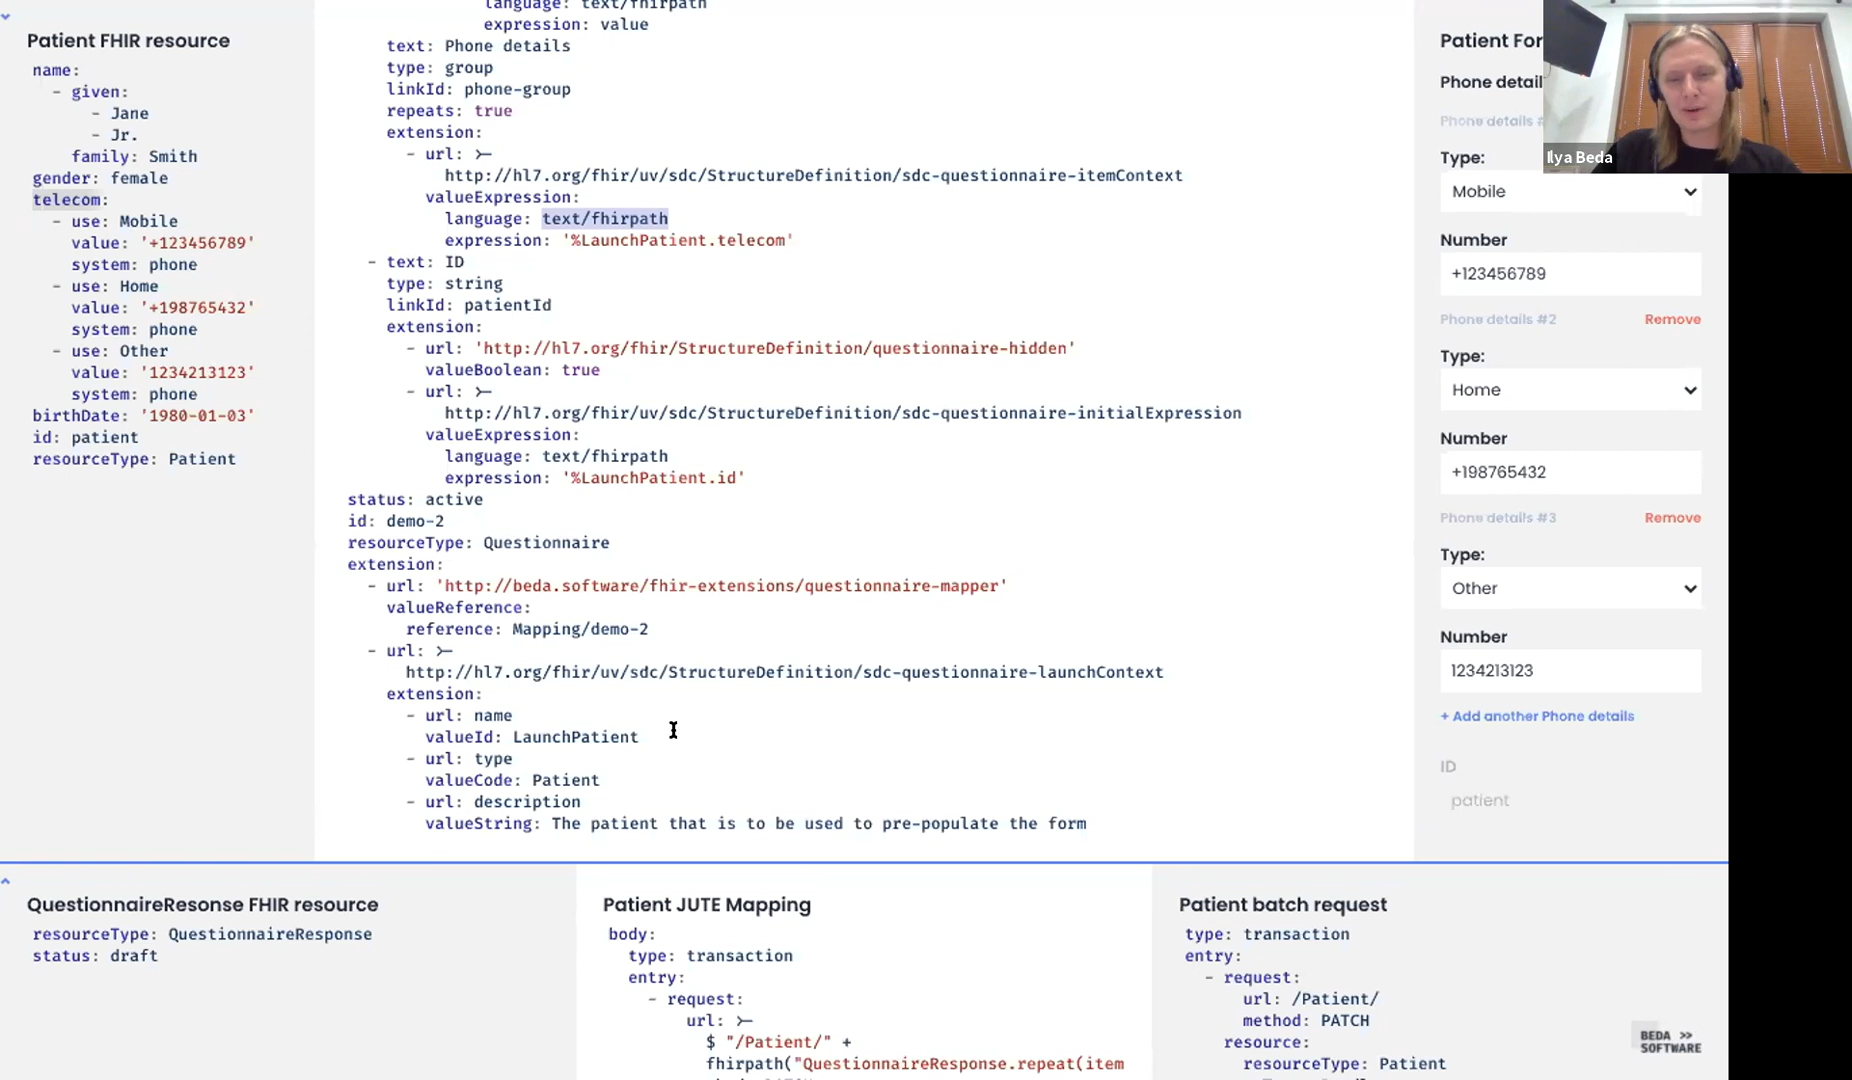 Patient FHIR resource
name:
- given:
- Jane
- Jr.
family: Smith
gender: female
telecom:
- use: Mobile
value: '+123456789'
system: phone
- use: Home
value: '+198765432'
system: phone
- use: Other
value: '1234213123'
system: phone
birthDate: '1980-01-03'
id: patient
resourceType: Patient
language: text/fhirpath
expression: value
text: Phone details
type: group
linkId: phone-group
repeats: true
extension:
- url: >-
http://hl7.org/fhir/uv/sdc/StructureDefinition/sdc-questionnaire-itemContext
valueExpression:
language: text/fhirpath
expression: '%LaunchPatient.telecom'
- text: ID
type: string
linkId: patientId
extension:
- url: 'http://hl7.org/fhir/StructureDefinition/questionnaire-hidden'
valueBoolean: true
- url: >-
http://hl7.org/fhir/uv/sdc/StructureDefinition/sdc-questionnaire-initialExpression
valueExpression:
language: text/fhirpath
expression: '%LaunchPatient.id'
status: active
id: demo-2
resourceType: Questionnaire
extension:
- url: 'http://beda.software/fhir-extensions/questionnaire-mapper'
valueReference:
reference: Mapping/demo-2
- url: >-
http://hl7.org/fhir/uv/sdc/StructureDefinition/sdc-questionnaire-launchContext
extension:
- url: name
valueId: LaunchPatient
- url: type
valueCode: Patient
- url: description
valueString: The patient that is to be used to pre-populate the form
Patient For
Phone detail
Phone details #
Type:
Mobile
Number
+123456789
Phone details #2 Remove
Type:
Home
Number
+198765432
Phone details #3 Remove
Type:
Other
Number
1234213123
+ Add another Phone details
ID
patient
Ilya Beda
QuestionnaireResonse FHIR resource
resourceType: QuestionnaireResponse
status: draft
Patient JUTE Mapping
body:
type: transaction
entry:
- request:
url: >-
$ "/Patient/" +
fhirpath("QuestionnaireResponse.repeat(item
Patient batch request
type: transaction
entry:
- request:
url: /Patient/
method: PATCH
resource:
resourceType: Patient
BEDA >>
SOFTWARE